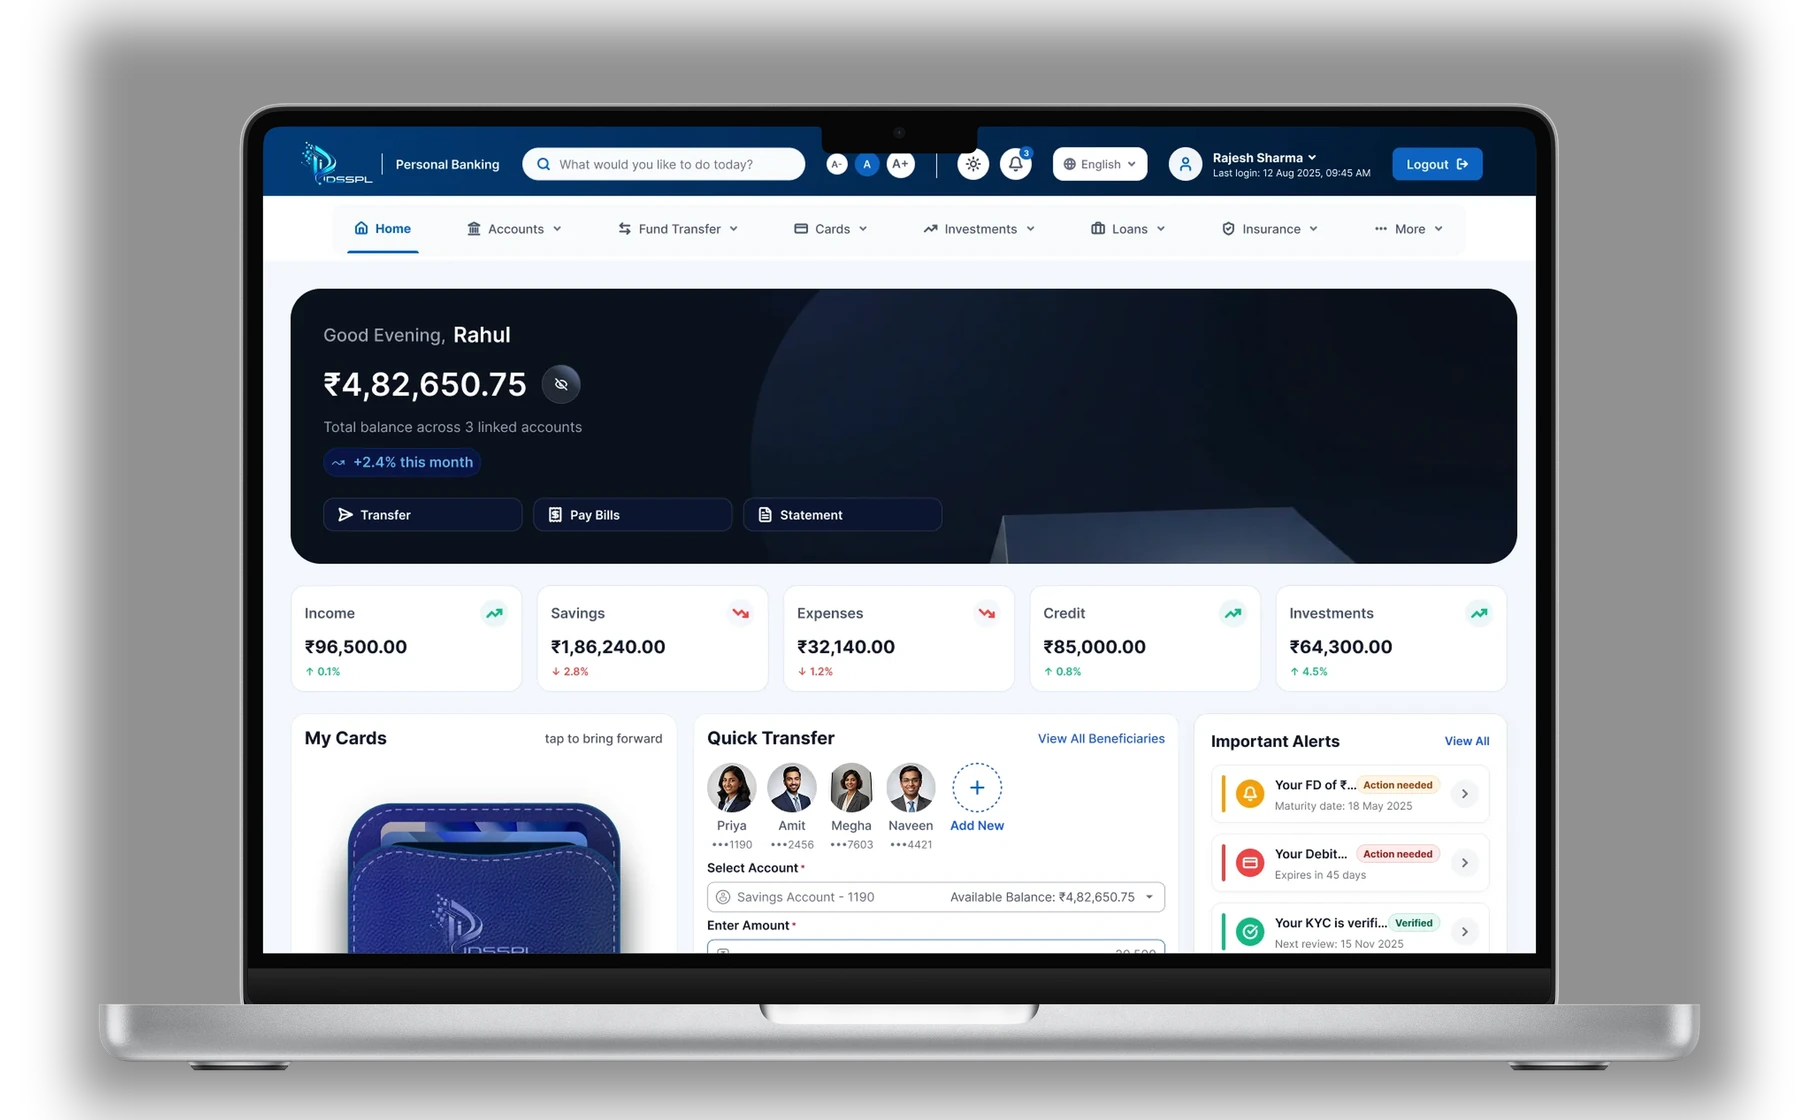 IDSSPL
Personal Banking
What would you like to do today?
A-
A
A+
3
English
Rajesh Sharma
Last login: 12 Aug 2025, 09:45 AM
Logout
Home
Accounts
Fund Transfer
Cards
Investments
Loans
Insurance
More
Good Evening, Rahul
₹4,82,650.75
Total balance across 3 linked accounts
+2.4% this month
Transfer
Pay Bills
Statement
Income
₹96,500.00
↑ 0.1%
Savings
₹1,86,240.00
↓ 2.8%
Expenses
₹32,140.00
↓ 1.2%
Credit
₹85,000.00
↑ 0.8%
Investments
₹64,300.00
↑ 4.5%
My Cards
tap to bring forward
IDSSPL
Quick Transfer
View All Beneficiaries
Priya
•••1190
Amit
•••2456
Megha
•••7603
Naveen
•••4421
Add New
Select Account*
Savings Account - 1190
Available Balance: ₹4,82,650.75
Enter Amount*
Important Alerts
View All
Your FD of ₹...
Action needed
Maturity date: 18 May 2025
Your Debit...
Action needed
Expires in 45 days
Your KYC is verifi...
Verified
Next review: 15 Nov 2025